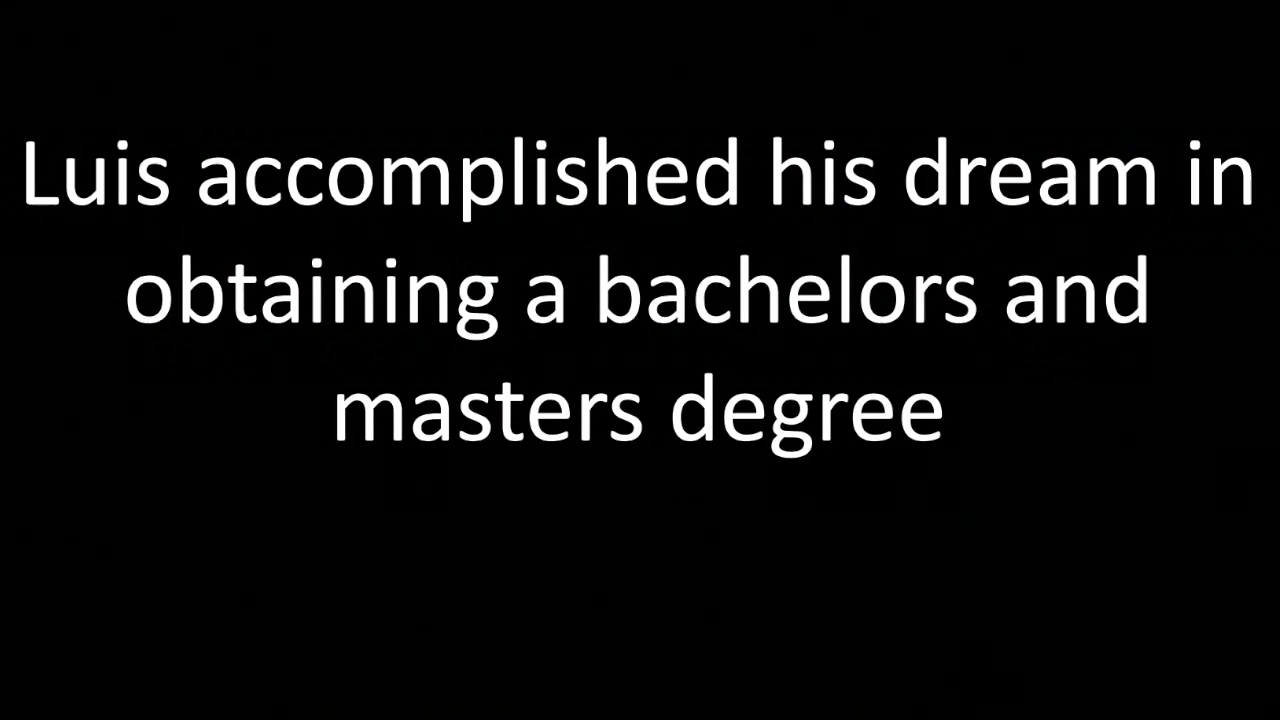 Luis accomplished his dream in
obtaining a bachelors and
masters degree